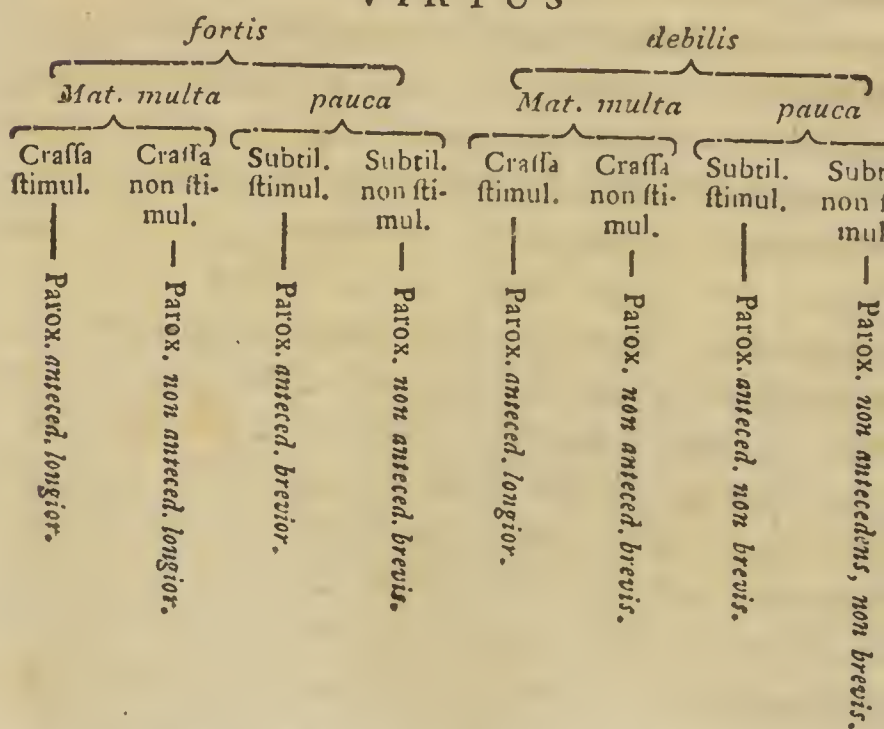 VIRTUS
fortis debilis
Mat. multa pauca Mat. multa pauca
Craſſa ſtimul.
Craſſa non ſti-
mul.
Subtil. ſtimul.
Subtil. non ſti-
mul.
Craſſa ſtimul.
Craſſa non ſti-
mul.
Subtil. ſtimul.
Parox. anteced. longior.
Parox. non anteced. longior.
Parox. anteced. brevior.
Parox. non anteced. brevis.
Parox. anteced. longior.
Parox. non anteced. brevis.
Parox. anteced. non brevis.
Parox. non antecedens, non brevis.